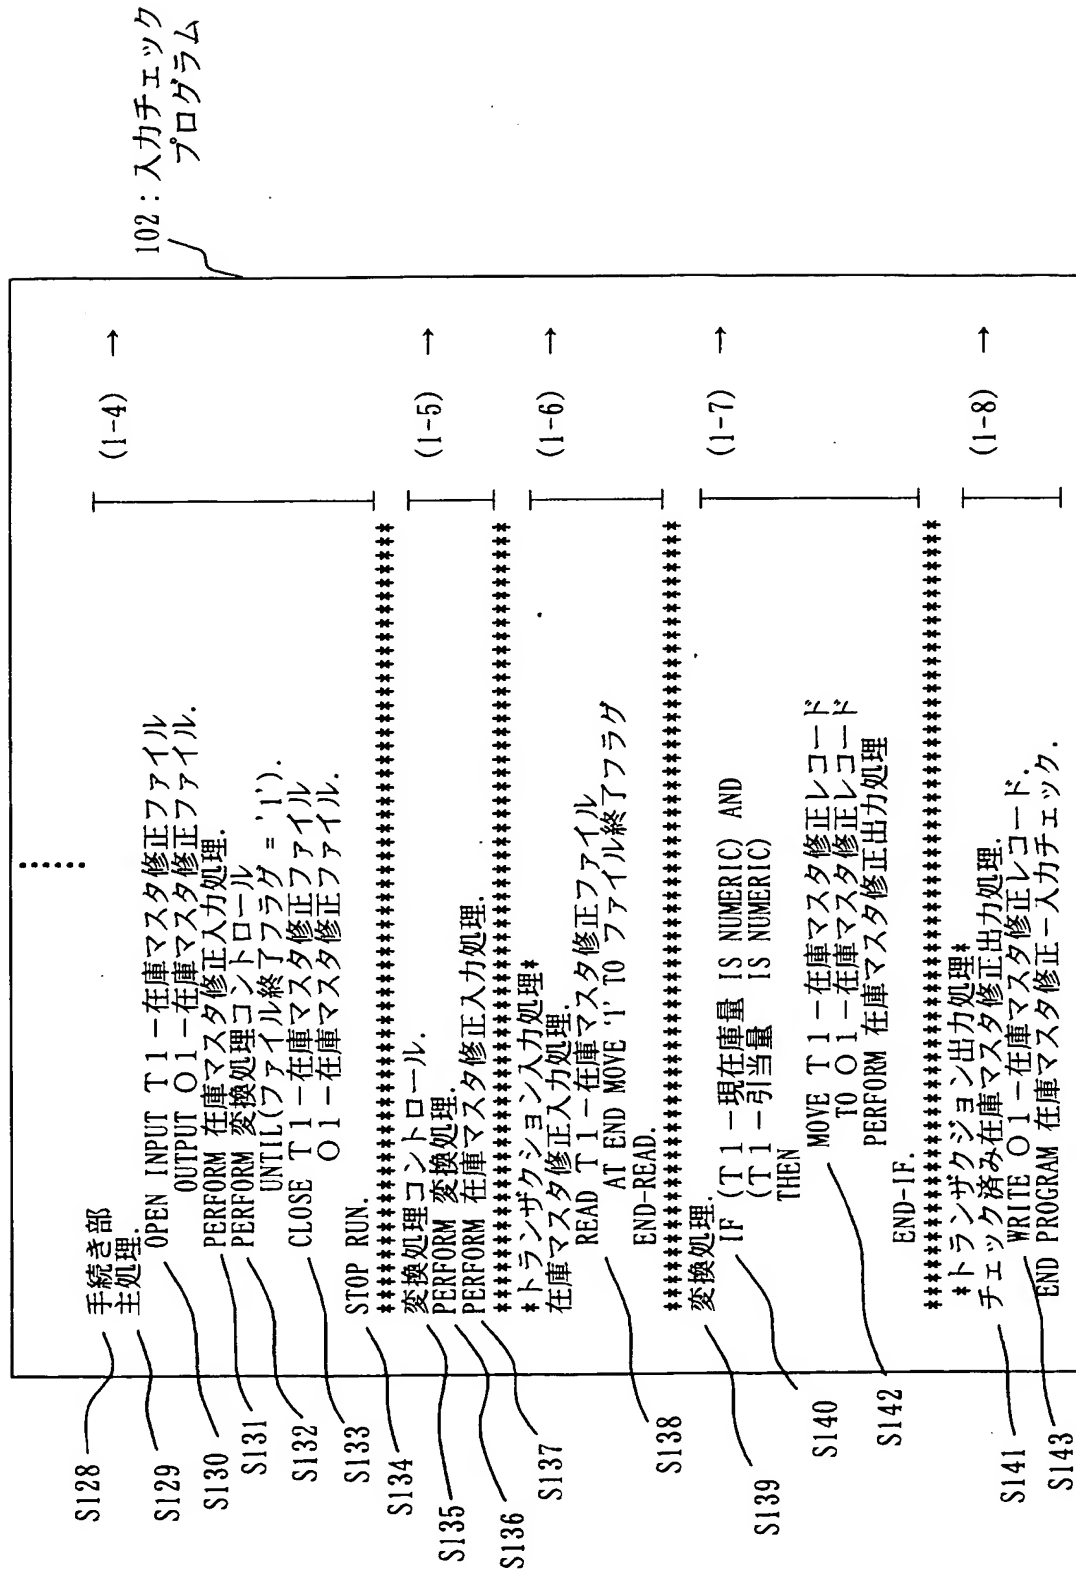 102:入力チェック
プログラム
......
手続き部
主処理.
OPEN INPUT T1-在庫マスタ修正ファイル
OUTPUT O1-在庫マスタ修正ファイル.
PERFORM 在庫マスタ修正入力処理.
PERFORM 変換処理コントロール
UNTIL(ファイル終了フラグ = '1').
CLOSE T1-在庫マスタ修正ファイル
O1-在庫マスタ修正ファイル.
STOP RUN.
**********************************************
変換処理コントロール.
PERFORM 変換処理.
PERFORM 在庫マスタ修正入力処理.
**********************************************
*トランザクション入力処理*
在庫マスタ修正入力処理.
READ T1-在庫マスタ修正ファイル
AT END MOVE '1' TO ファイル終了フラグ
END-READ.
**********************************************
変換処理.
IF (T1-現在庫量 IS NUMERIC) AND
(T1-引当量 IS NUMERIC)
THEN
MOVE T1-在庫マスタ修正レコード
TO O1-在庫マスタ修正レコード
PERFORM 在庫マスタ修正出力処理
END-IF.
**********************************************
*トランザクジョン出力処理*
チェック済み在庫マスタ修正出力処理.
WRITE O1-在庫マスタ修正レコード.
END PROGRAM 在庫マスタ修正-入力チェック.
(1-4) →
(1-5) →
(1-6) →
(1-7) →
(1-8) →
S128
S129
S130
S131
S132
S133
S134
S135
S136
S137
S138
S139
S140
S142
S141
S143